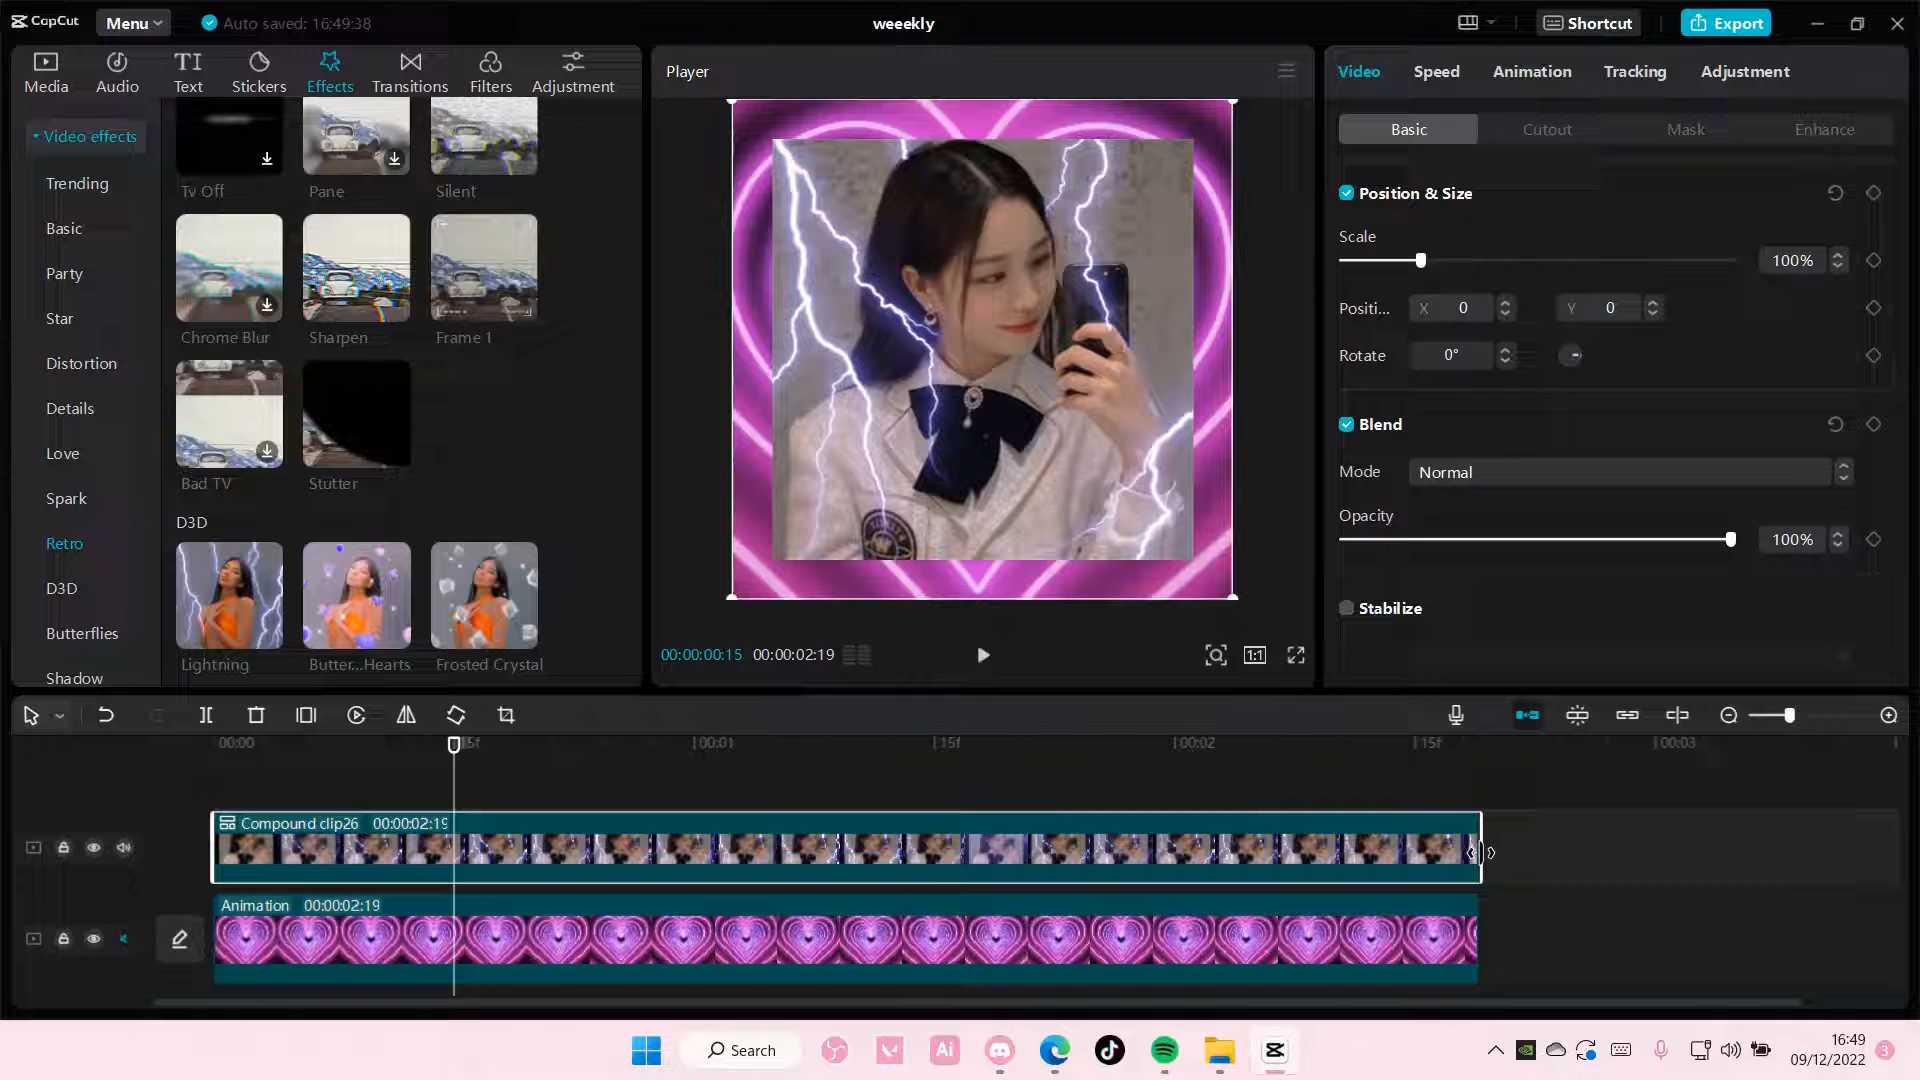 CapCut
Menu
Auto saved: 16:49:38
weeekly
Shortcut
Export
Media
Audio
TI
Text
Stickers
Effects
Transitions
Filters
Adjustment
Video effects
Trending
Basic
Party
Star
Distortion
Details
Love
Spark
Retro
D3D
Butterflies
Shadow
Tv Off
Pane
Silent
Chrome Blur
Sharpen
Frame 1
Bad TV
Stutter
D3D
Lightning
Butter...Hearts
Frosted Crystal
Player
00:00:00:15 00:00:02:19
1:1
Video
Speed
Animation
Tracking
Adjustment
Basic
Cutout
Mask
Enhance
Position & Size
Scale
100%
Positi...
X 0
Y 0
Rotate
0°
Blend
Mode
Normal
Opacity
100%
Stabilize
00:00
15f
00:01
15f
00:02
15f
00:03
Compound clip26 00:00:02:19
Animation 00:00:02:19
Search
Ai
16:49
09/12/2022
3